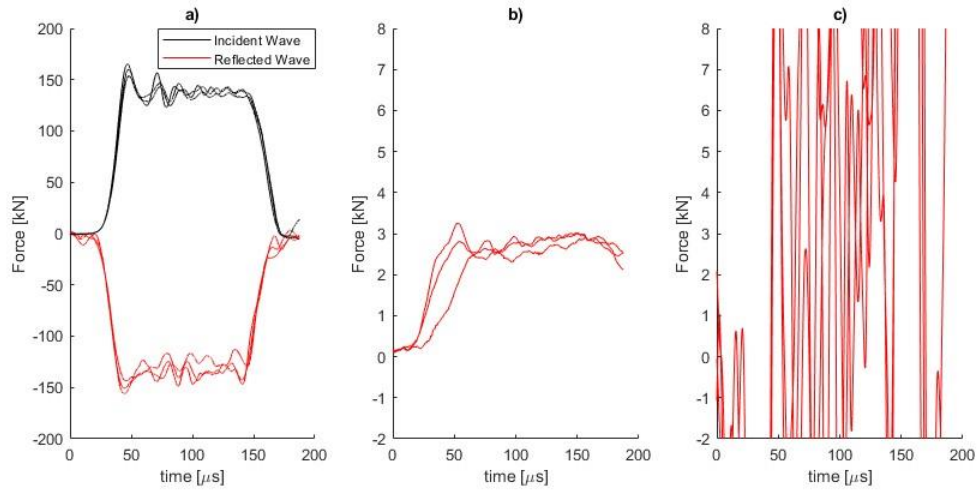 a)
Incident Wave
Reflected Wave
200
150
100
50
0
-50
-100
-150
-200
Force [kN]
0 50 100 150 200
time [μs]
b)
8
7
6
5
4
3
2
1
0
-1
-2
Force [kN]
0 50 100 150 200
time [μs]
c)
8
7
6
5
4
3
2
1
0
-1
-2
Force [kN]
0 50 100 150 200
time [μs]